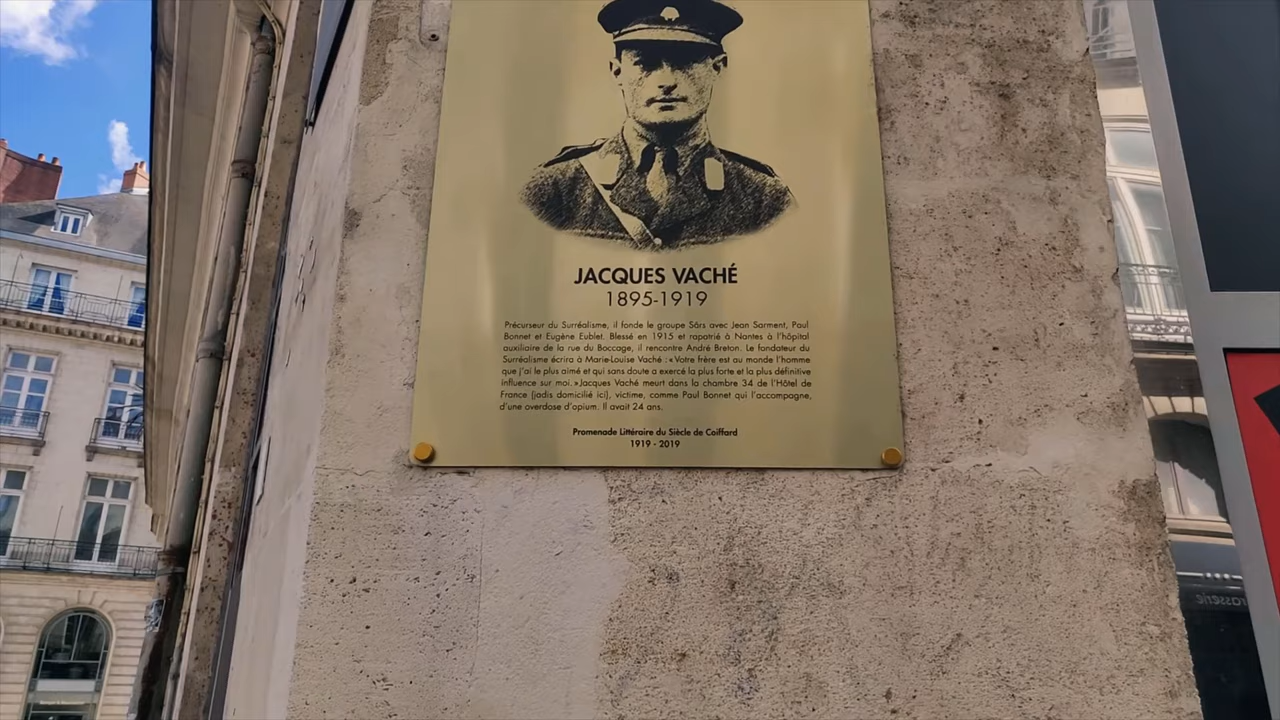 JACQUES VACHÉ
1895-1919
Précurseur du Surréalisme, il fonde le groupe Sârs avec Jean Sarment, Paul
Bonnet et Eugène Eublet. Blessé en 1915 et rapatrié à Nantes à l'hôpital
auxiliaire de la rue du Boccage, il rencontre André Breton. Le fondateur du
Surréalisme écrira à Marie-Louise Vaché : « Votre frère est au monde l'homme
que j'ai le plus aimé et qui sans doute a exercé la plus forte et la plus définitive
influence sur moi. » Jacques Vaché meurt dans la chambre 34 de l'Hôtel de
France (jadis domicilié ici), victime, comme Paul Bonnet qui l'accompagne,
d'une overdose d'opium. Il avait 24 ans.
Promenade Littéraire du Siècle de Coiffard
1919 - 2019
brasserie